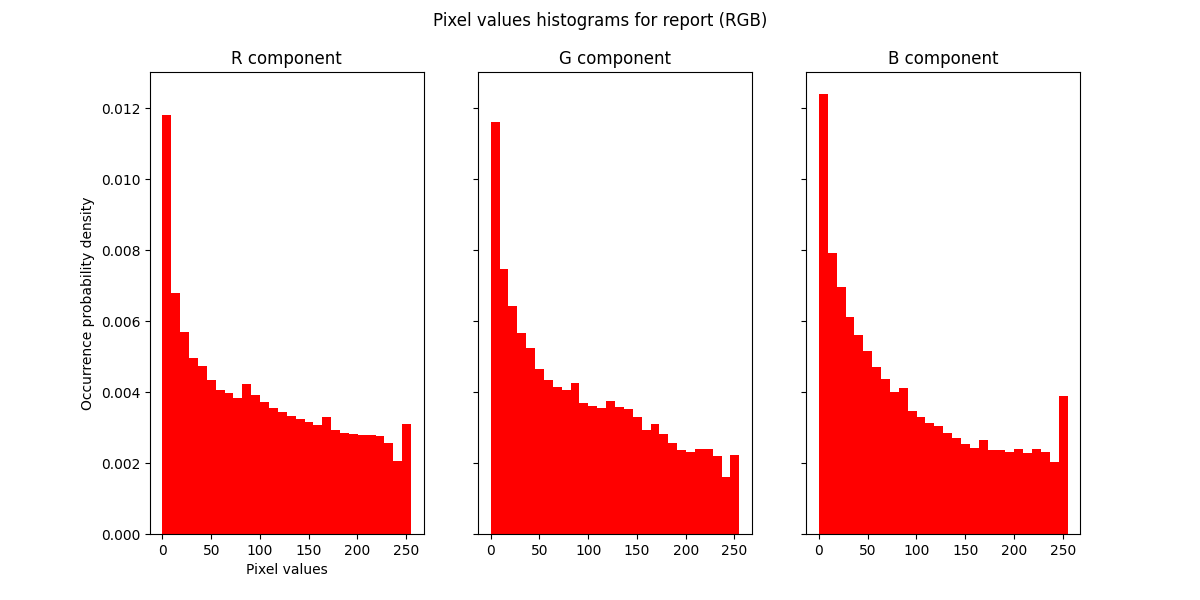 Pixel values histograms for report (RGB)
R component
G component
B component
Occurrence probability density
0.012
0.010
0.008
0.006
0.004
0.002
0.000
0 50 100 150 200 250
0 50 100 150 200 250
0 50 100 150 200 250
Pixel values